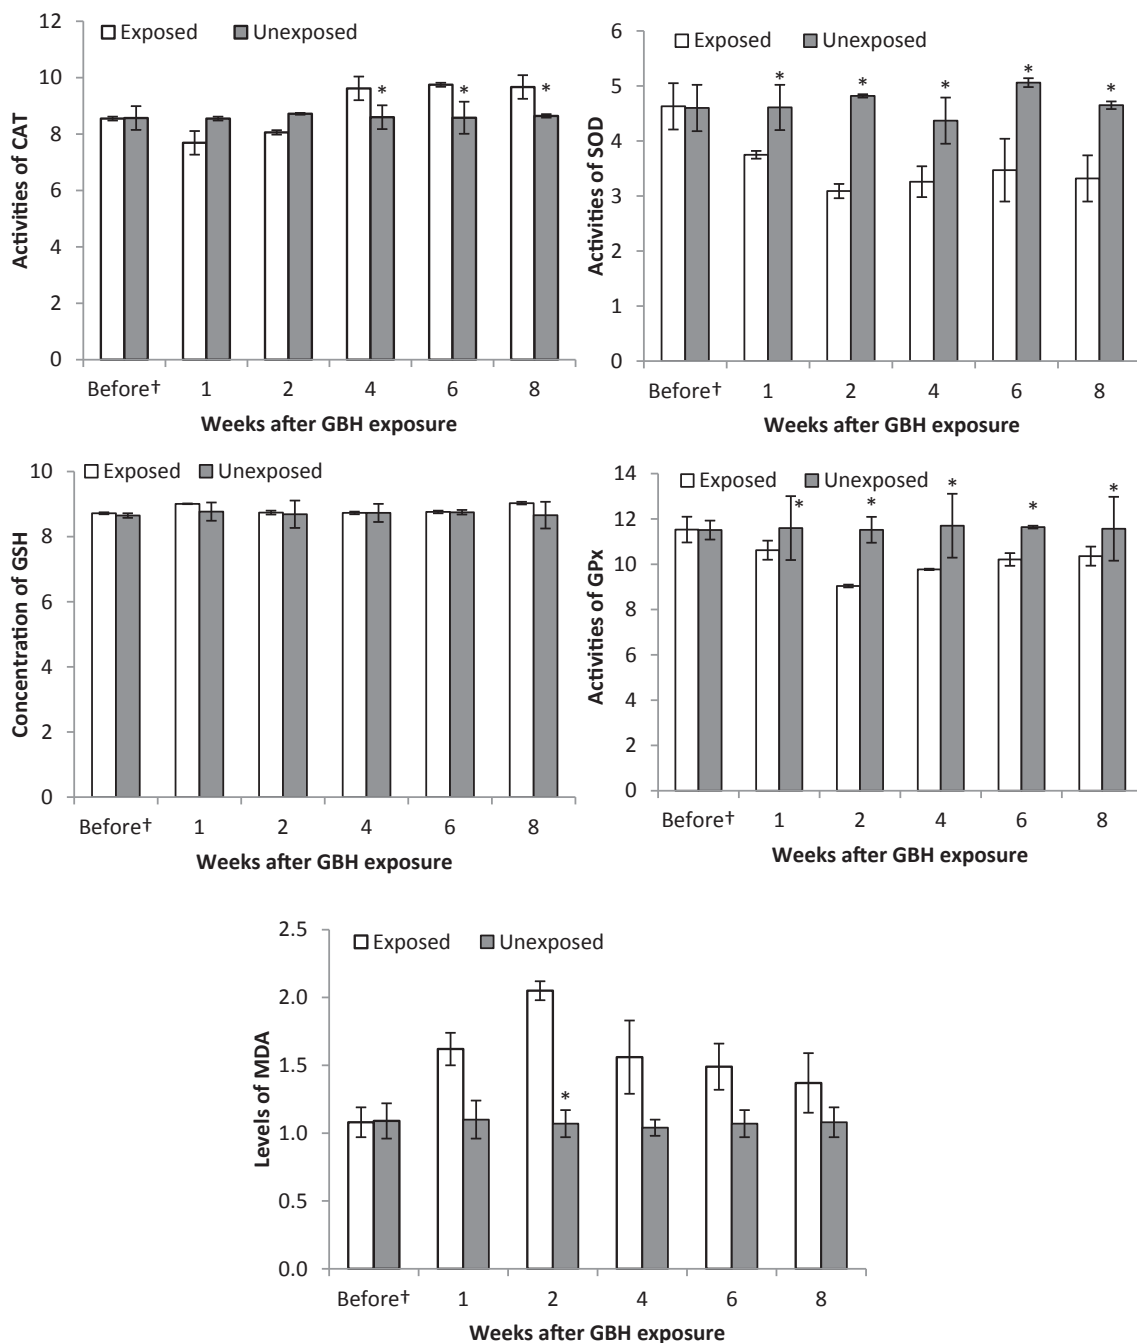 Exposed Unexposed
Activities of CAT
12
10
8
6
4
2
0
* * *
Before† 1 2 4 6 8
Weeks after GBH exposure
Exposed Unexposed
Activities of SOD
6
5
4
3
2
1
0
* * * * *
Before† 1 2 4 6 8
Weeks after GBH exposure
Exposed Unexposed
Concentration of GSH
10
8
6
4
2
0
Before† 1 2 4 6 8
Weeks after GBH exposure
Exposed Unexposed
Activities of GPx
14
12
10
8
6
4
2
0
* * * * *
Before† 1 2 4 6 8
Weeks after GBH exposure
Exposed Unexposed
Levels of MDA
2.5
2.0
1.5
1.0
0.5
0.0
*
Before† 1 2 4 6 8
Weeks after GBH exposure